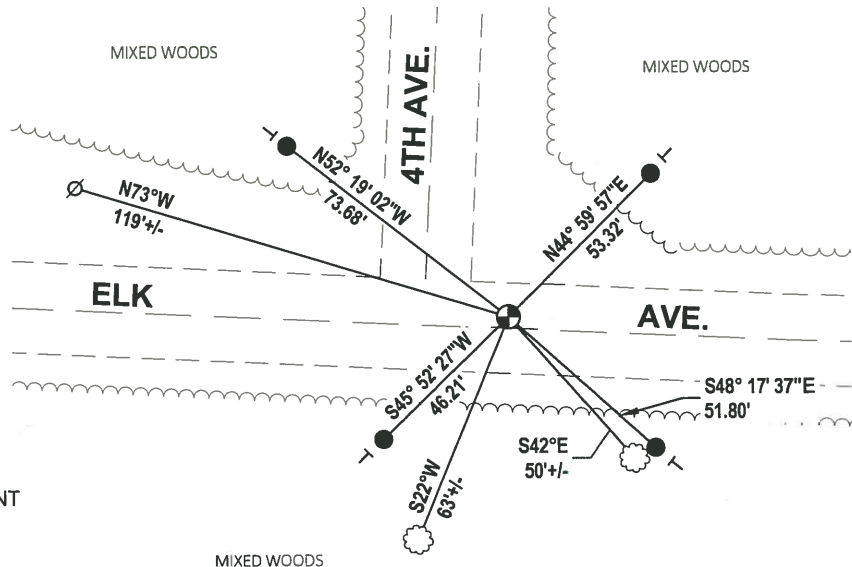 MIXED WOODS
4TH AVE.
MIXED WOODS
N52° 19' 02"W
73.68'
N73°W
119'+/-
N44° 59' 57"E
53.32'
ELK
AVE.
S45° 52' 27"W
46.21'
S48° 17' 37"E
51.80'
S42°E
50'+/-
S22°W
63'+/-
NT
MIXED WOODS